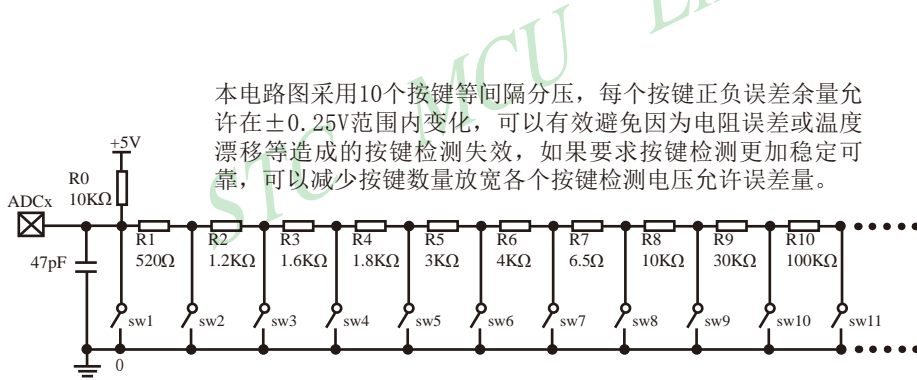 STC MCU
本电路图采用10个按键等间隔分压，每个按键正负误差余量允
许在±0.25V范围内变化，可以有效避免因为电阻误差或温度
漂移等造成的按键检测失效，如果要求按键检测更加稳定可
靠，可以减少按键数量放宽各个按键检测电压允许误差量。
+5V
R0
10KΩ
ADCx
47pF
R1
520Ω
R2
1.2KΩ
R3
1.6KΩ
R4
1.8KΩ
R5
3KΩ
R6
4KΩ
R7
6.5Ω
R8
10KΩ
R9
30KΩ
R10
100KΩ
sw1
sw2
sw3
sw4
sw5
sw6
sw7
sw8
sw9
sw10
sw11
0